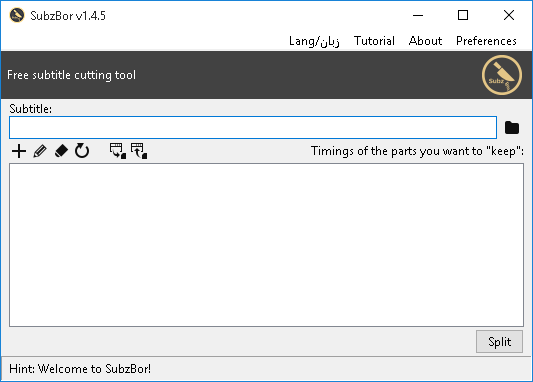 SubzBor v1.4.5
Lang/زبان Tutorial About Preferences
Free subtitle cutting tool
Subz
Subtitle:
Timings of the parts you want to "keep":
Split
Hint: Welcome to SubzBor!